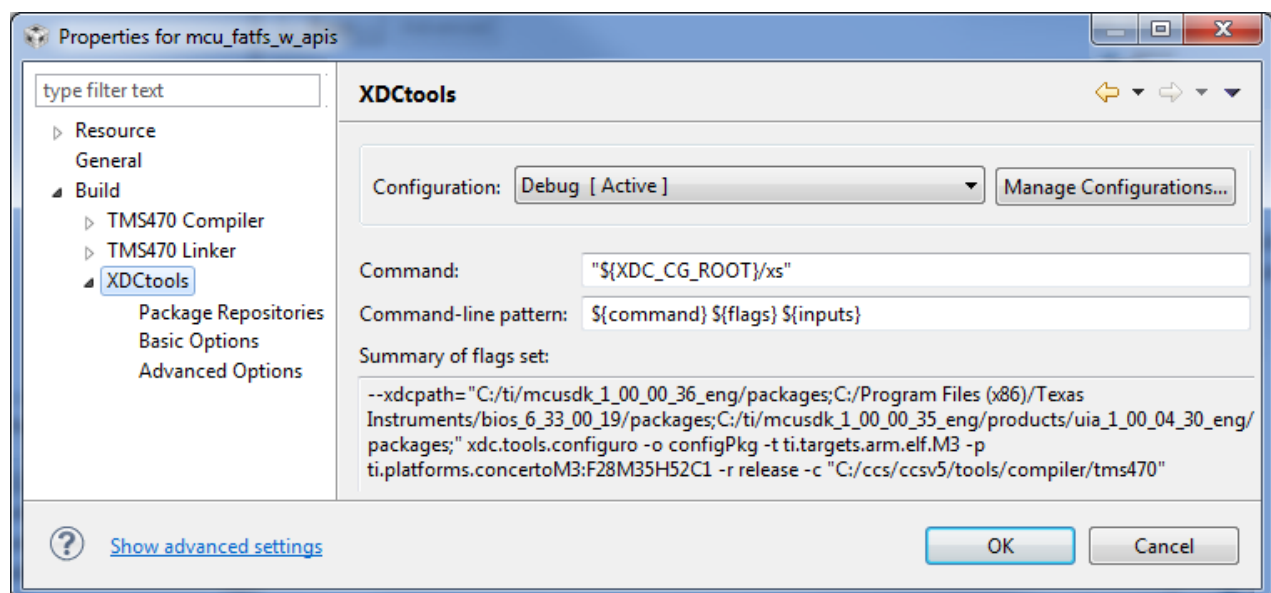 Properties for mcu_fatfs_w_apis
type filter text
XDCtools
Resource
General
Build
TMS470 Compiler
TMS470 Linker
XDCtools
Package Repositories
Basic Options
Advanced Options
Configuration: Debug [ Active ] Manage Configurations...
Command: "${XDC_CG_ROOT}/xs"
Command-line pattern: ${command} ${flags} ${inputs}
Summary of flags set:
--xdcpath="C:/ti/mcusdk_1_00_00_36_eng/packages;C:/Program Files (x86)/Texas
Instruments/bios_6_33_00_19/packages;C:/ti/mcusdk_1_00_00_35_eng/products/uia_1_00_04_30_eng/
packages;" xdc.tools.configuro -o configPkg -t ti.targets.arm.elf.M3 -p
ti.platforms.concertoM3:F28M35H52C1 -r release -c "C:/ccs/ccsv5/tools/compiler/tms470"
Show advanced settings
OK Cancel